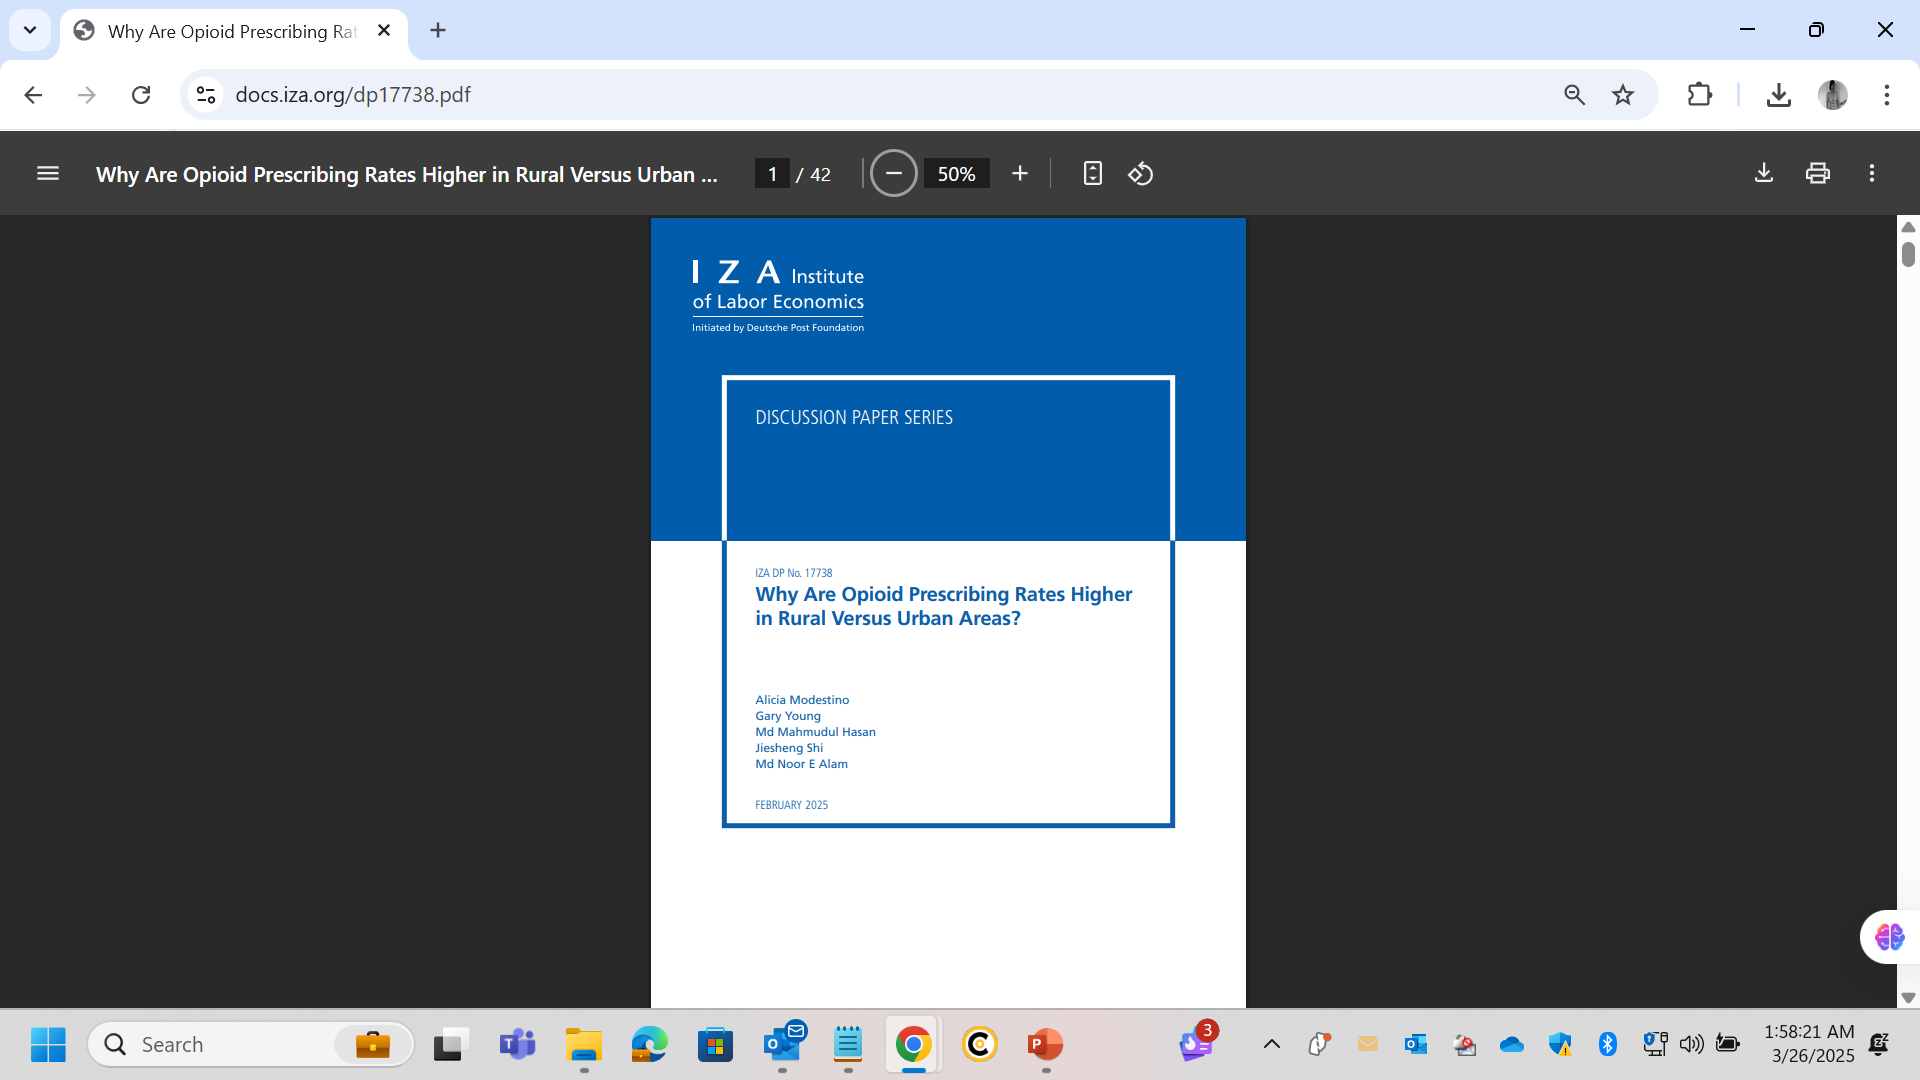 Why Are Opioid Prescribing Rat
docs.iza.org/dp17738.pdf
Why Are Opioid Prescribing Rates Higher in Rural Versus Urban ...
1 / 42
50%
I Z A Institute
of Labor Economics
Initiated by Deutsche Post Foundation
DISCUSSION PAPER SERIES
IZA DP No. 17738
Why Are Opioid Prescribing Rates Higher
in Rural Versus Urban Areas?
Alicia Modestino
Gary Young
Md Mahmudul Hasan
Jiesheng Shi
Md Noor E Alam
FEBRUARY 2025
Search
3
1:58:21 AM
3/26/2025